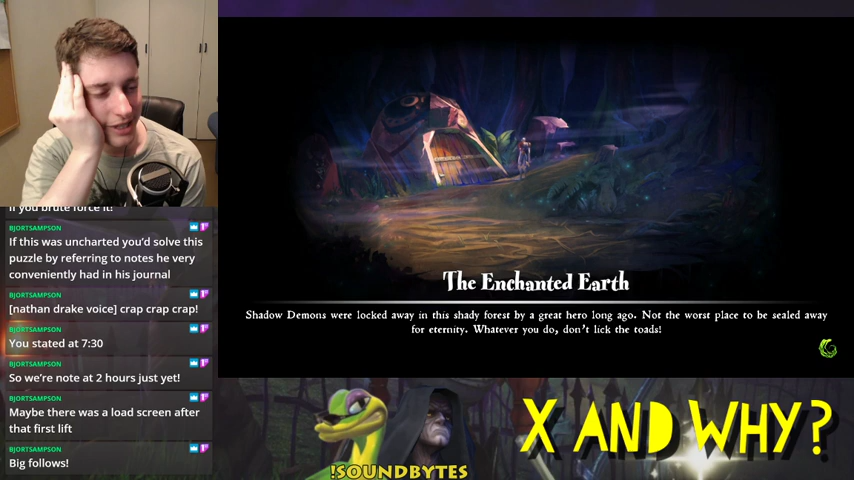 if you brute force it!
BJORTSAMPSON
If this was uncharted you'd solve this
puzzle by referring to notes he very
conveniently had in his journal
BJORTSAMPSON
[nathan drake voice] crap crap crap!
BJORTSAMPSON
You stated at 7:30
BJORTSAMPSON
So we're note at 2 hours just yet!
BJORTSAMPSON
Maybe there was a load screen after
that first lift
BJORTSAMPSON
Big follows!
The Enchanted Earth
Shadow Demons were locked away in this shady forest by a great hero long ago. Not the worst place to be sealed away
for eternity. Whatever you do, don't lick the toads!
!SOUNDBYTES
X AND WHY?